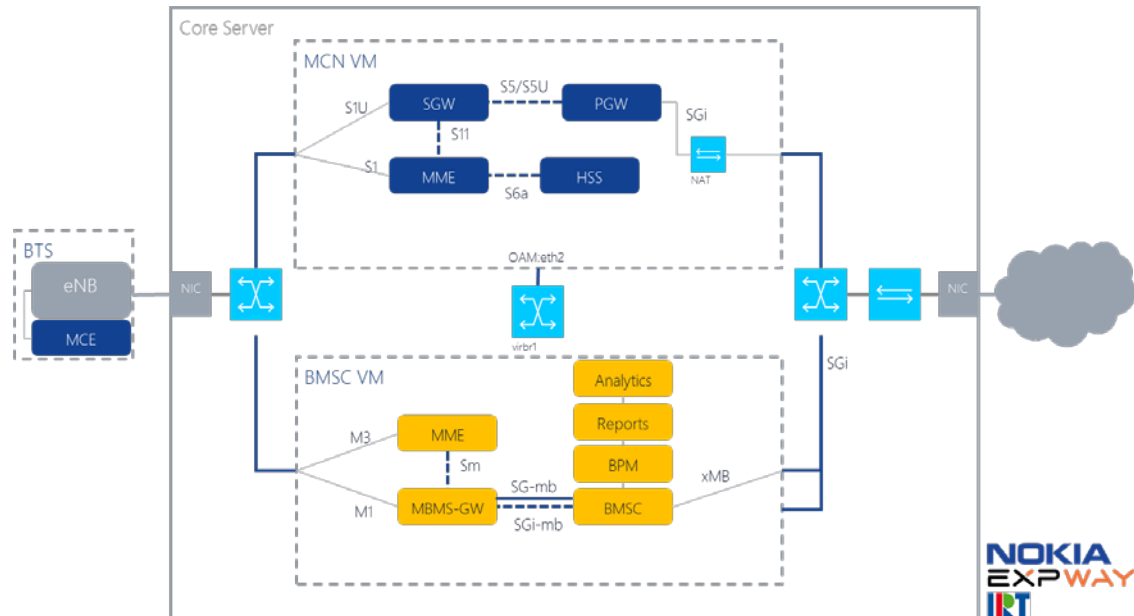 Core Server
MCN VM
S1U
SGW
S5/S5U
PGW
SGi
S11
S1
MME
S6a
HSS
NAT
BTS
eNB
MCE
NIC
OAM:eth2
virbr1
NIC
SGi
BMSC VM
Analytics
Reports
BPM
M3
MME
Sm
SG-mb
xMB
M1
MBMS-GW
SGi-mb
BMSC
NOKIA
EXPWAY
IRT